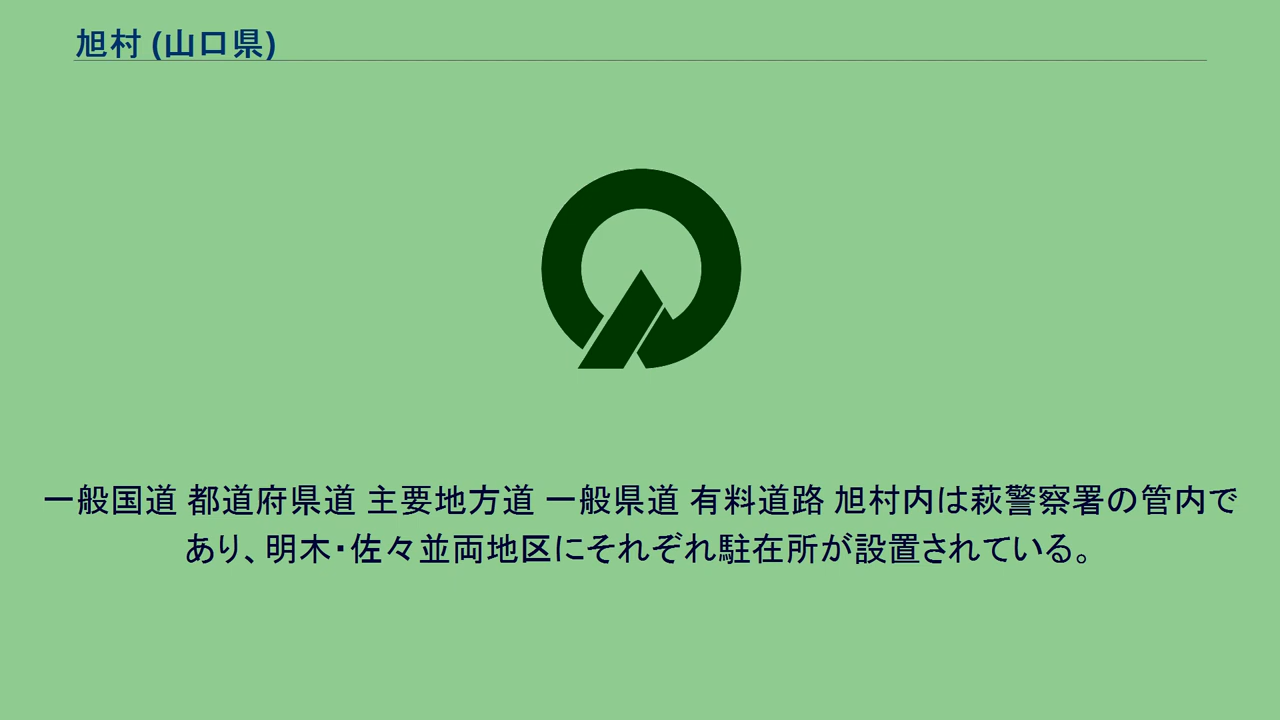 旭村 (山口県)
一般国道 都道府県道 主要地方道 一般県道 有料道路 旭村内は萩警察署の管内で
あり、明木・佐々並両地区にそれぞれ駐在所が設置されている。